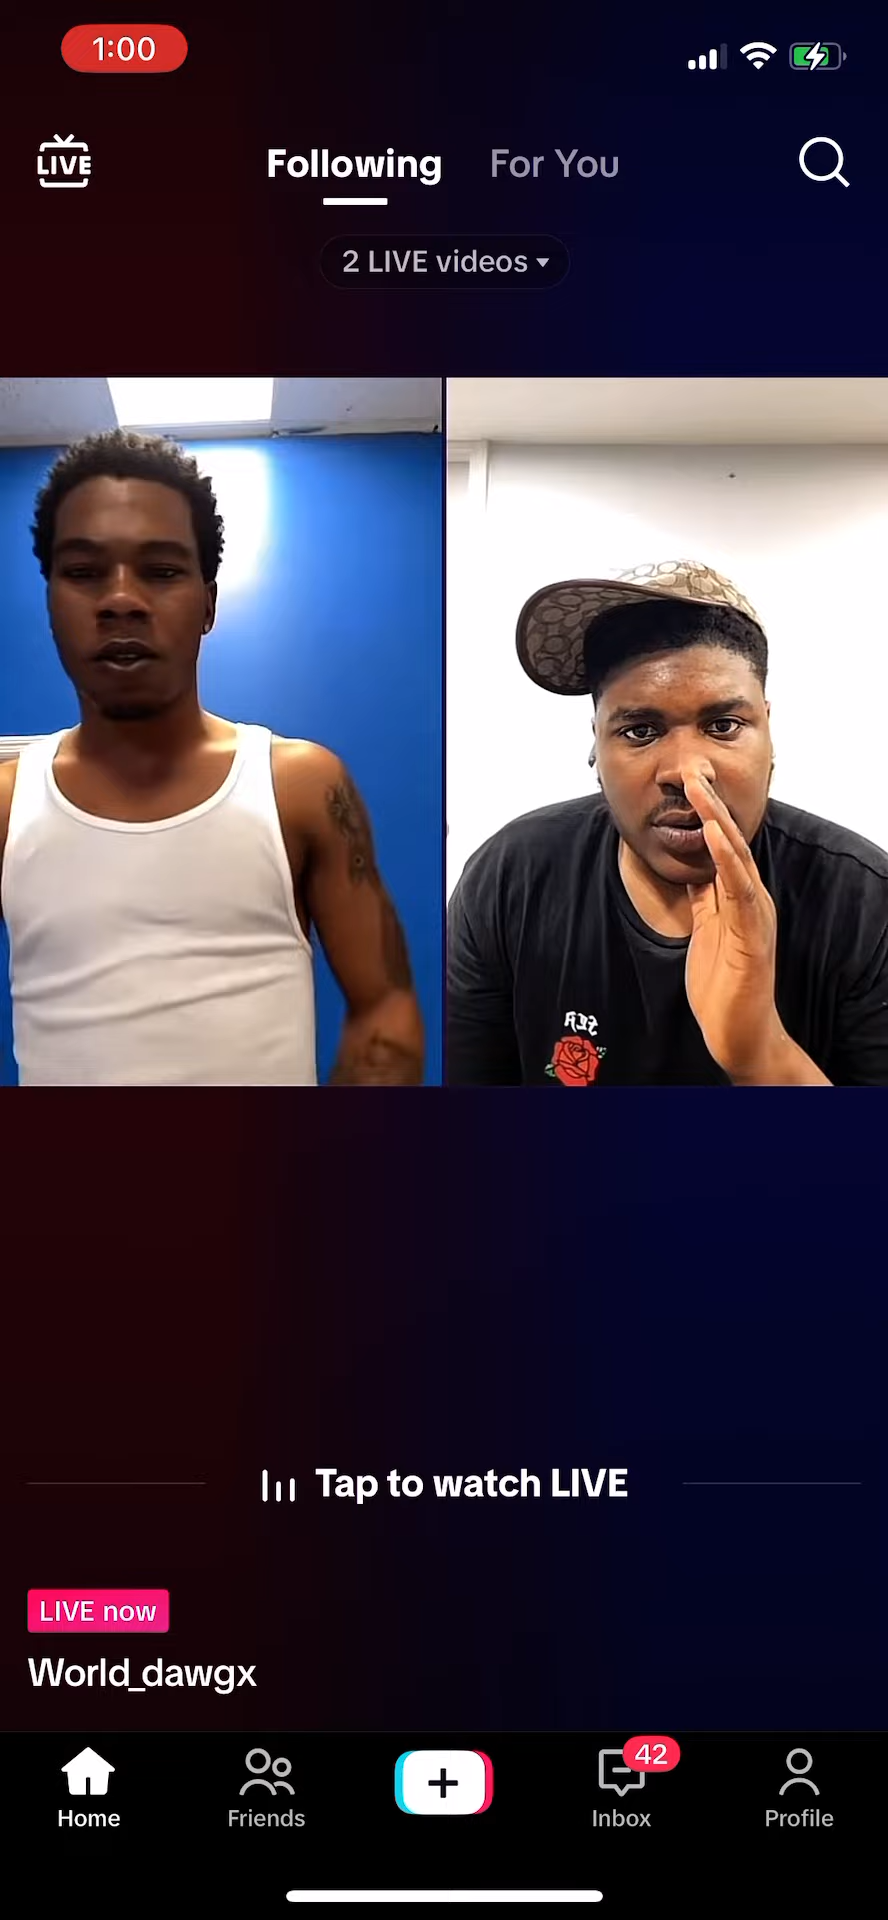 1:00
LIVE
Following
For You
2 LIVE videos
Tap to watch LIVE
LIVE now
World_dawgx
Home
Friends
42
Inbox
Profile